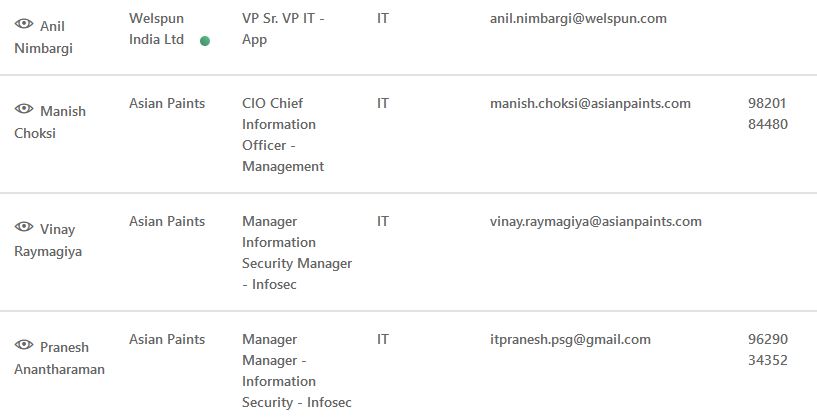 Anil Nimbargi Welspun India Ltd VP Sr. VP IT - App IT anil.nimbargi@welspun.com
Manish Choksi Asian Paints CIO Chief Information Officer - Management IT manish.choksi@asianpaints.com 98201 84480
Vinay Raymagiya Asian Paints Manager Information Security Manager - Infosec IT vinay.raymagiya@asianpaints.com
Pranesh Anantharaman Asian Paints Manager Manager - Information Security - Infosec IT itpranesh.psg@gmail.com 96290 34352